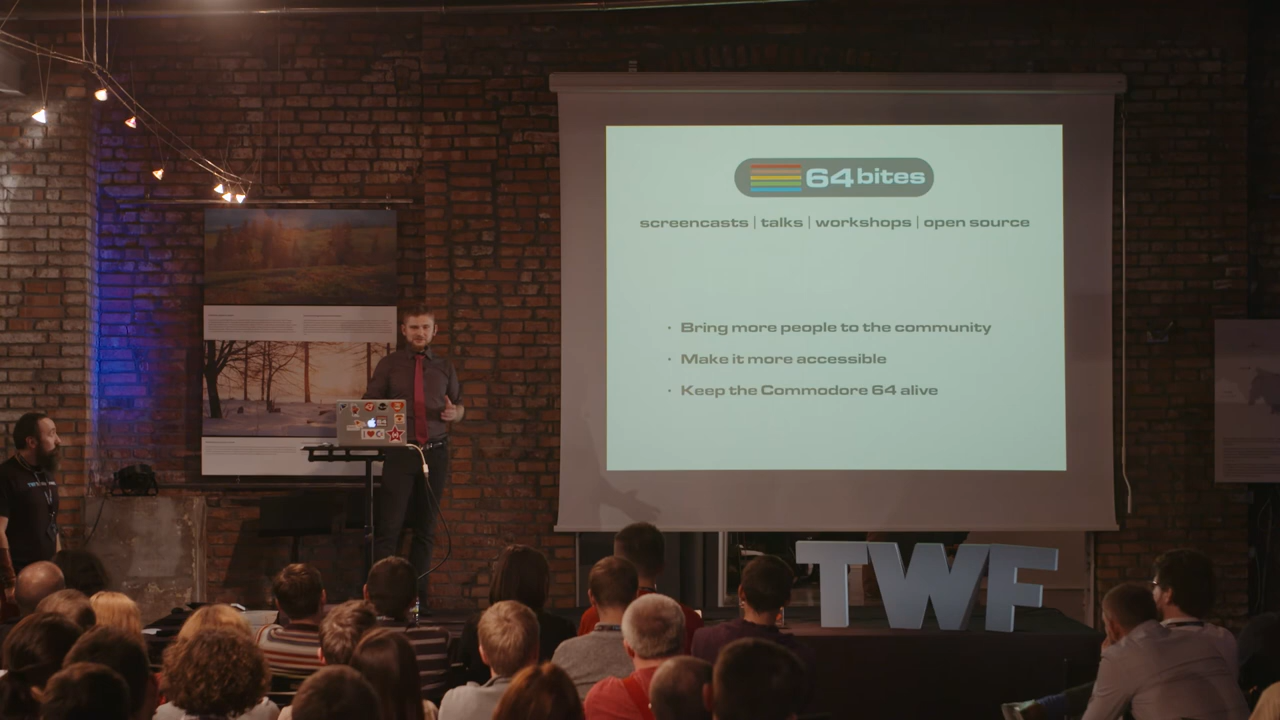 64bites
screencasts | talks | workshops | open source
· Bring more people to the community
· Make it more accessible
· Keep the Commodore 64 alive
TWF